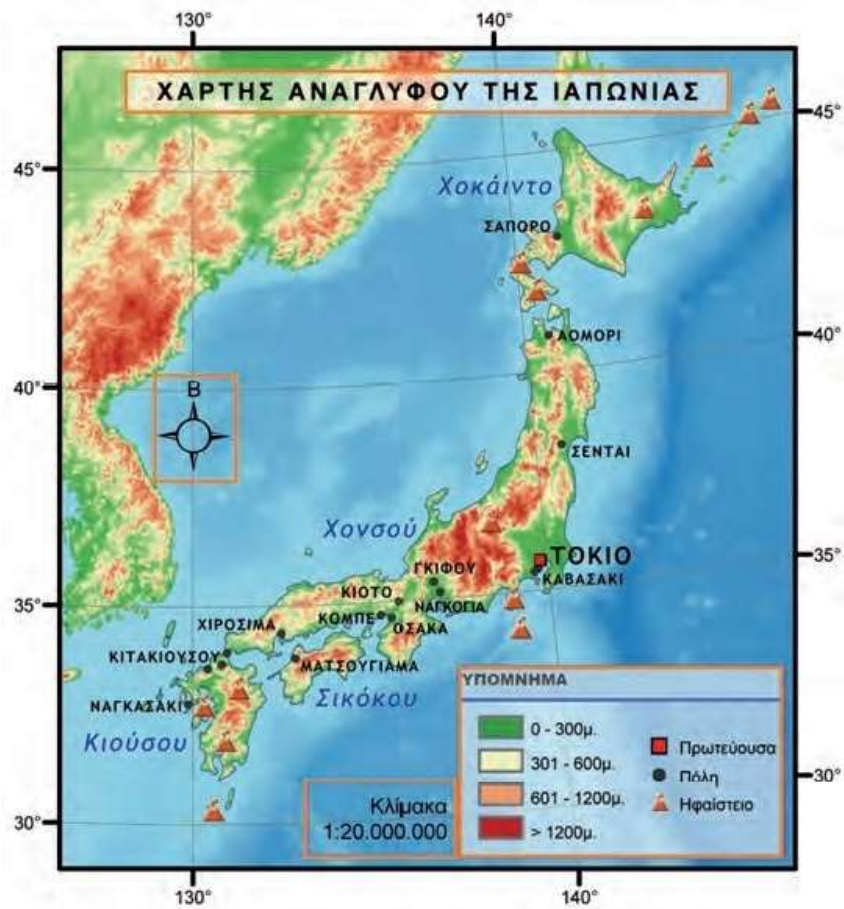 130° 140°
ΧΑΡΤΗΣ ΑΝΑΓΛΥΦΟΥ ΤΗΣ ΙΑΠΩΝΙΑΣ
45° 45°
Χοκάιντο
ΣΑΠΟΡΟ
ΑΟΜΟΡΙ
40° 40°
Β
ΣΕΝΤΑΙ
Χονσού
ΤΟΚΙΟ
35°
ΚΑΒΑΣΑΚΙ
ΓΚΙΦΟΥ
ΚΙΟΤΟ
ΝΑΓΚΟΓΙΑ
35°
ΚΟΜΠΕ
ΟΣΑΚΑ
ΧΙΡΟΣΙΜΑ
ΚΙΤΑΚΙΟΥΣΟΥ
ΜΑΤΣΟΥΓΙΑΜΑ
Σικόκου
ΝΑΓΚΑΣΑΚΙ
Κιούσου
ΥΠΟΜΝΗΜΑ
0 - 300μ.
301 - 600μ.
601 - 1200μ.
> 1200μ.
Πρωτεύουσα
Πόλη
Ηφαίστειο
30°
Κλίμακα
1:20.000.000
30°
130° 140°